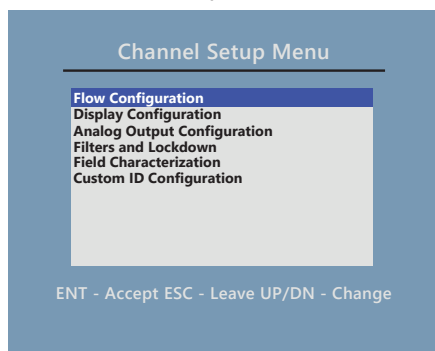 Channel Setup Menu
Flow Configuration
Display Configuration
Analog Output Configuration
Filters and Lockdown
Field Characterization
Custom ID Configuration
ENT - Accept ESC - Leave UP/DN - Change